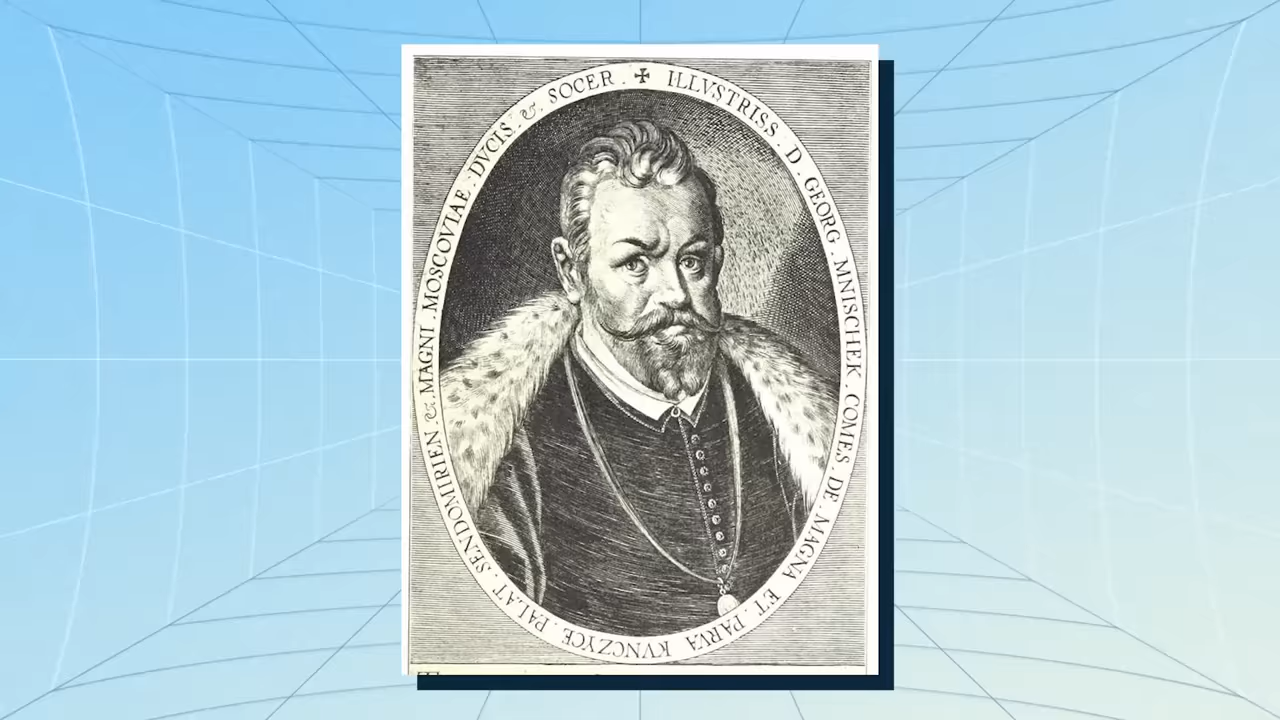 ✠ ILLVSTRISS . D . GEORG . MNISCHEK . COMES . DE . MAGNA ET . PARVA KVNCZYCE . PALAT . SENDOMIRIEN & . MAGNI . MOSCOVIAE . DVCIS . & . SOCER .